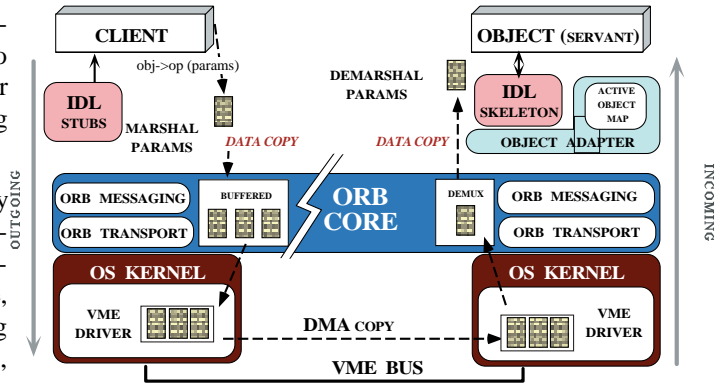 CLIENT
OBJECT (SERVANT)
obj->op (params)
DEMARSHAL
PARAMS
IDL
STUBS
IDL
SKELETON
ACTIVE
OBJECT
MAP
MARSHAL
PARAMS
DATA COPY
DATA COPY
OBJECT ADAPTER
OUTGOING
INCOMING
ORB MESSAGING
ORB TRANSPORT
BUFFERED
ORB
CORE
DEMUX
ORB MESSAGING
ORB TRANSPORT
OS KERNEL
OS KERNEL
VME
DRIVER
DMA COPY
VME
DRIVER
VME BUS